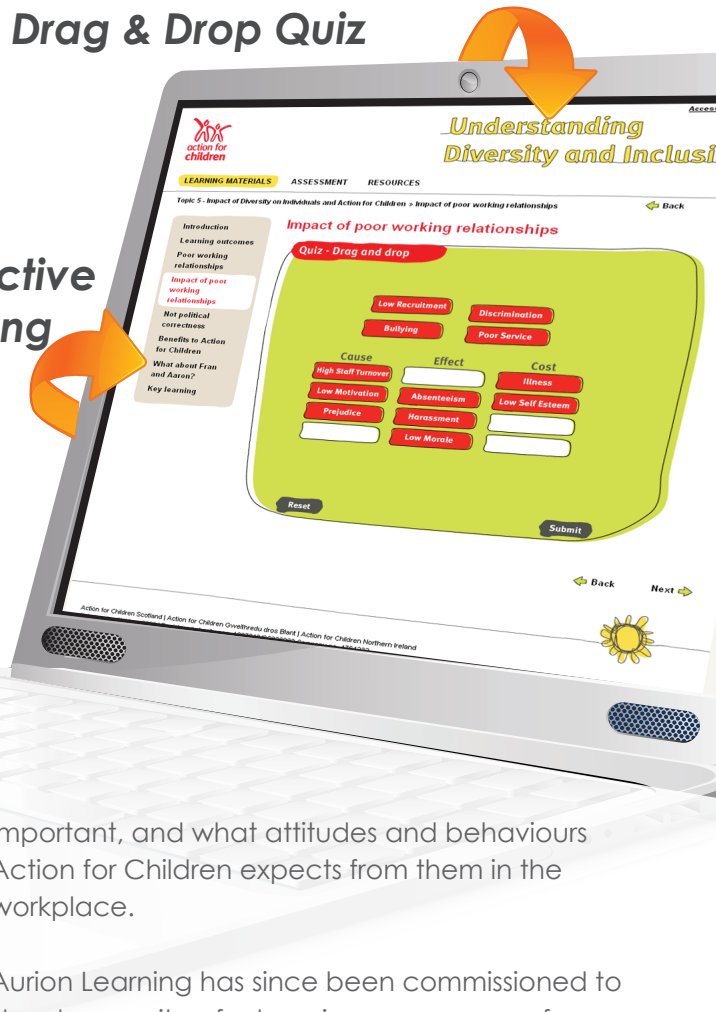 Drag & Drop Quiz
action for
children
Understanding
Diversity and
LEARNING MATERIALS ASSESSMENT RESOURCES
Topic 5 - Impact of Diversity on Individuals and Action for Children > Impact of poor working relationships
Back
Introduction
Learning outcomes
Poor working
relationships
Impact of poor
working
relationships
Not political
correctness
Benefits to Action
for Children
What about Fran
and Aaron?
Key learning
Impact of poor working relationships
Quiz - Drag and drop
Low Recruitment Discrimination
Bullying Poor Service
Cause Effect Cost
High Staff Turnover Illness
Low Motivation Absenteeism Low Self Esteem
Prejudice Harassment
Low Morale
Reset
Submit
Back Next
Action for Children Scotland | Action for Children Gweithredu dros Blant | Action for Children Northern Ireland
important, and what attitudes and behaviours
Action for Children expects from them in the
workplace.
Aurion Learning has since been commissioned to